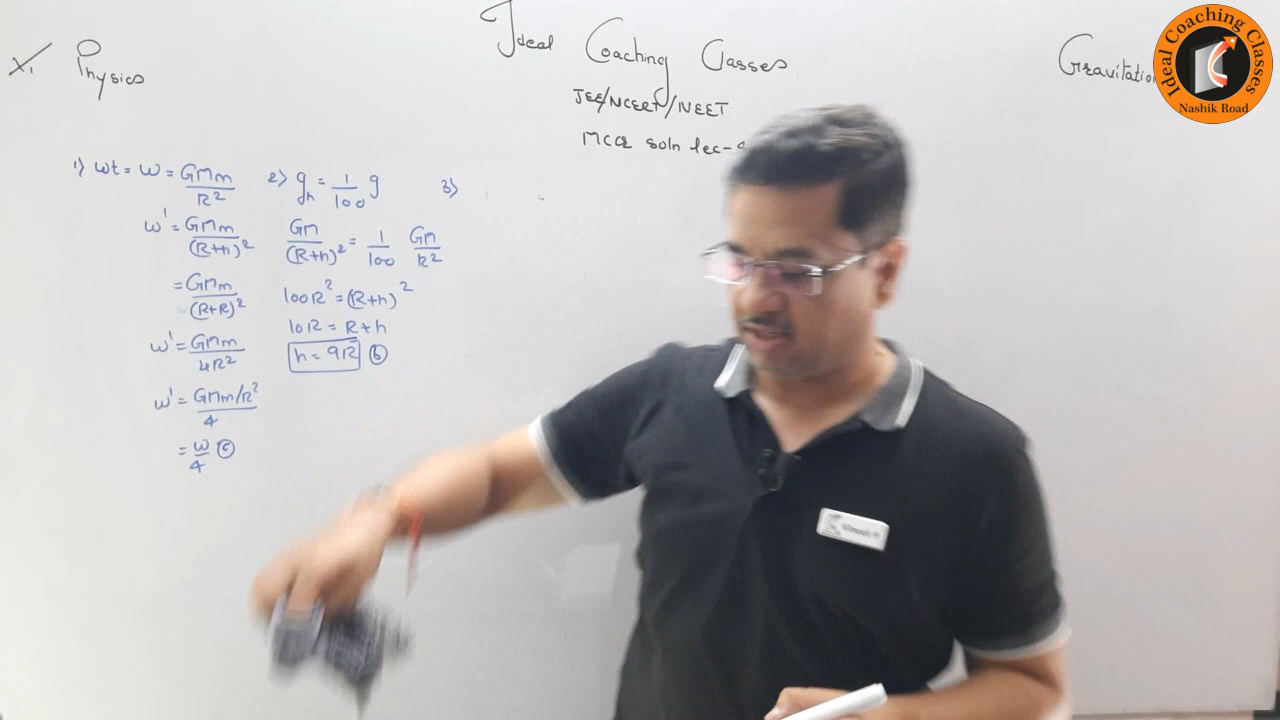 XI Physics
Ideal Coaching Classes
JEE/NCERT/NEET
MCQ soln lec-
Gravitation
Ideal Coaching Classes
Nashik Road
1) wt = W = GMm/R²
W' = GMm/(R+h)²
= GMm/(R+R)²
W' = GMm/4R²
W' = GMm/R²/4
= W/4 (c)
2) g_h = 1/100 g
GM/(R+h)² = 1/100 GM/R²
100R² = (R+h)²
10R = R+h
h = 9R (b)
3)